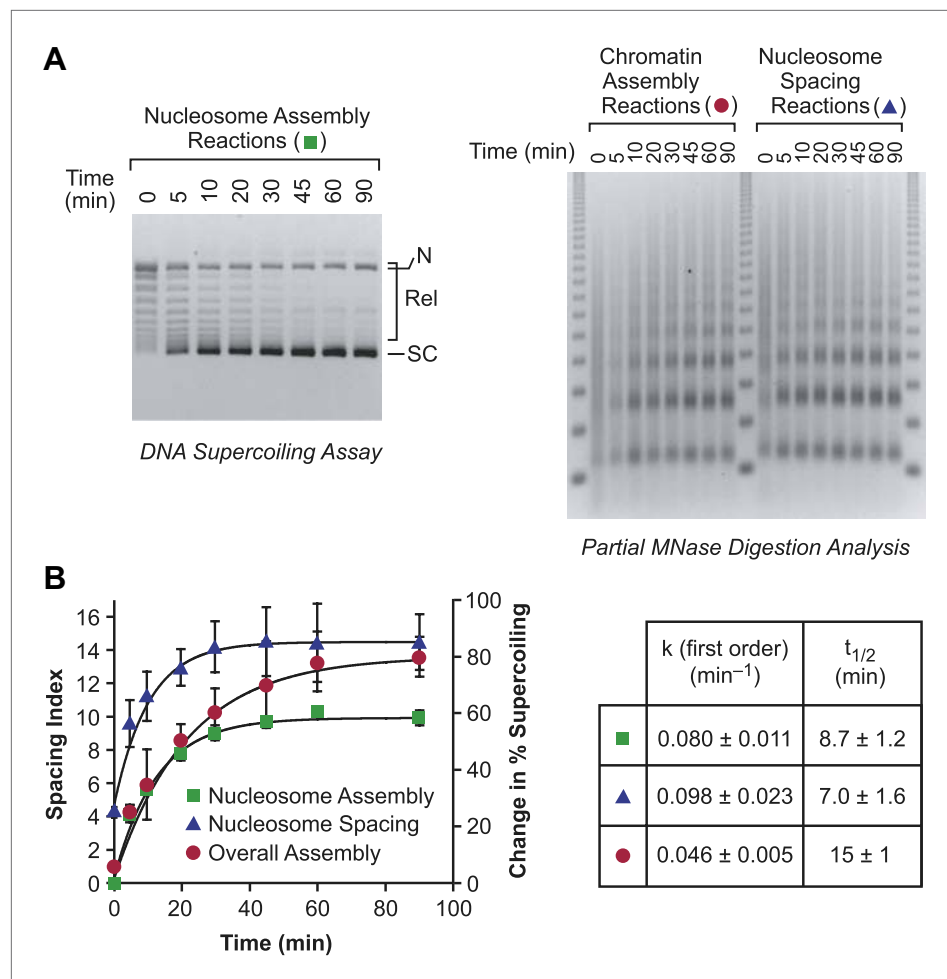 A
Nucleosome Assembly
Reactions (■)
Time
(min)
0 5 10 20 30 45 60 90
N
Rel
SC
DNA Supercoiling Assay
Chromatin
Assembly
Reactions (●)
Nucleosome
Spacing
Reactions (▲)
Time (min)
0 5 10 20 30 45 60 90
0 5 10 20 30 45 60 90
Partial MNase Digestion Analysis
B
Spacing Index
16
14
12
10
8
6
4
2
0
0 20 40 60 80 100
Time (min)
100
80
60
40
20
0
Change in % Supercoiling
Nucleosome Assembly
Nucleosome Spacing
Overall Assembly
k (first order)
(min–1)
t1/2
(min)
0.080 ± 0.011 8.7 ± 1.2
0.098 ± 0.023 7.0 ± 1.6
0.046 ± 0.005 15 ± 1